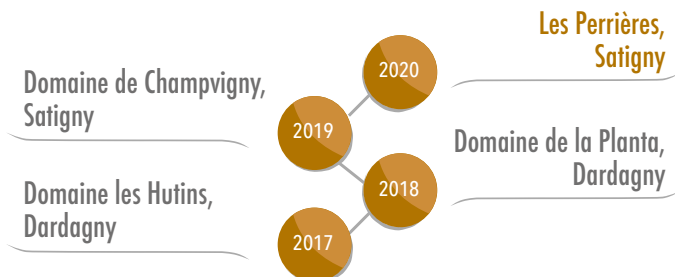 Les Perrières,
Satigny
2020
Domaine de Champvigny,
Satigny
2019
Domaine de la Planta,
Dardagny
2018
Domaine les Hutins,
Dardagny
2017